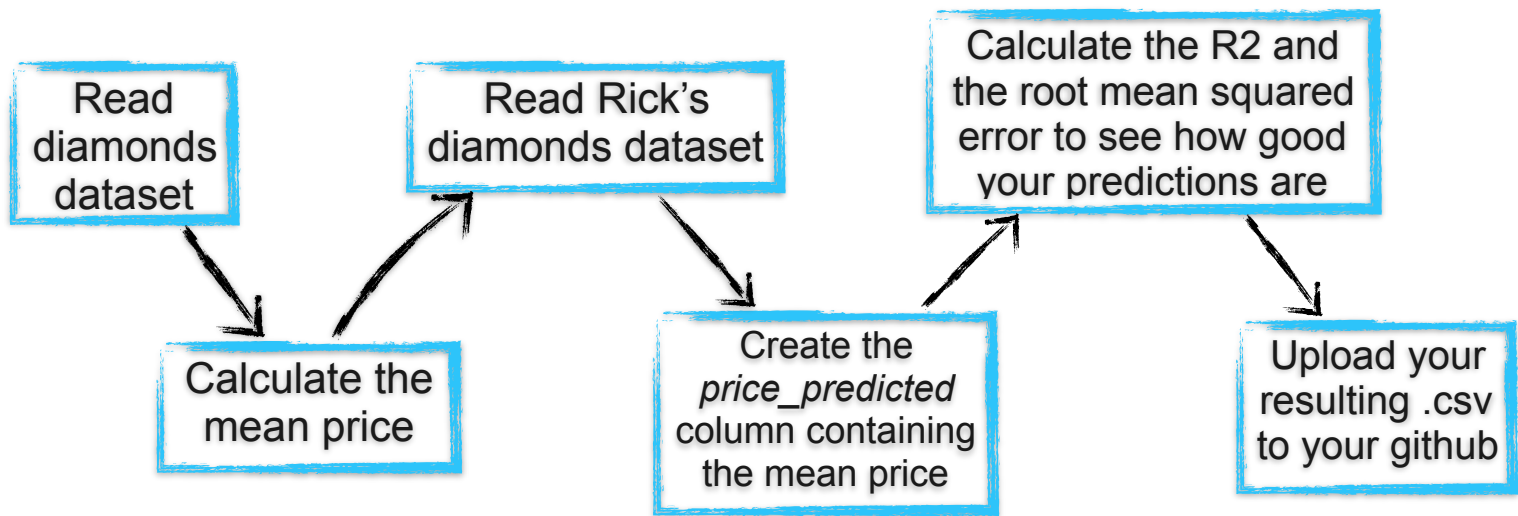 Read
diamonds
dataset
Calculate the
mean price
Read Rick’s
diamonds dataset
Create the
price_predicted
column containing
the mean price
Calculate the R2 and
the root mean squared
error to see how good
your predictions are
Upload your
resulting .csv
to your github